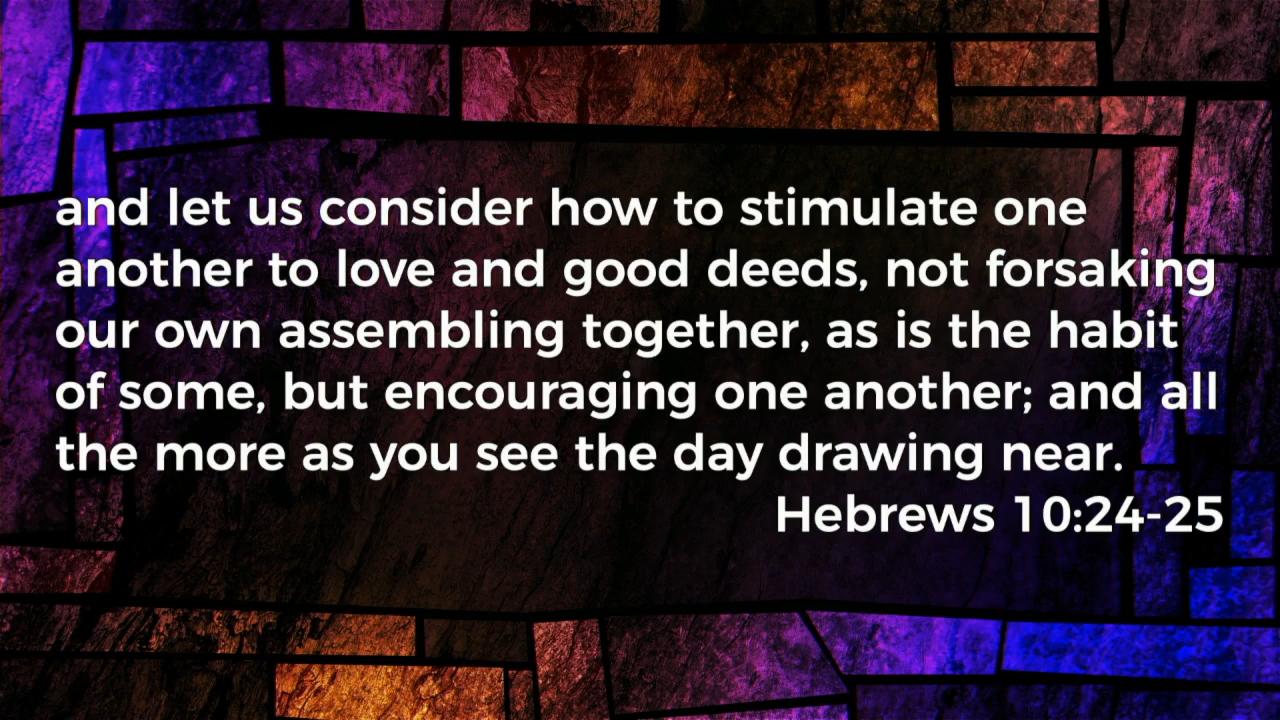 and let us consider how to stimulate one
another to love and good deeds, not forsaking
our own assembling together, as is the habit
of some, but encouraging one another; and all
the more as you see the day drawing near.
Hebrews 10:24-25